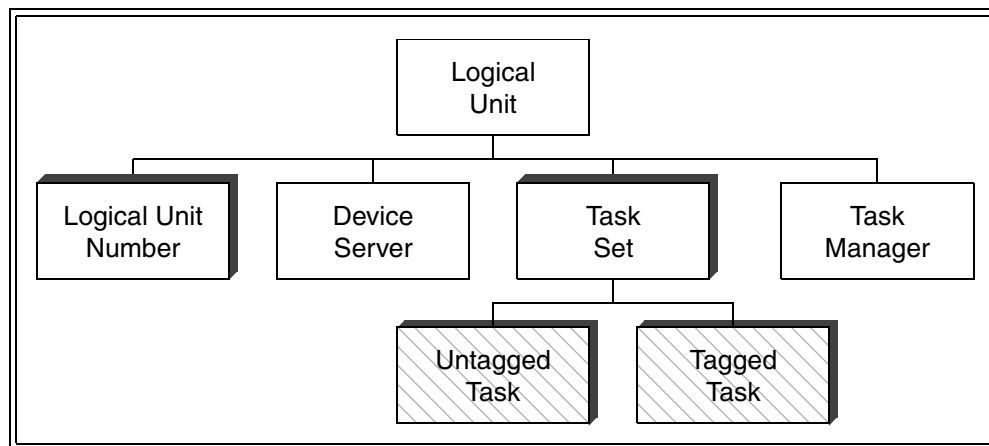 Logical
Unit
Logical Unit
Number
Device
Server
Task
Set
Task
Manager
Untagged
Task
Tagged
Task